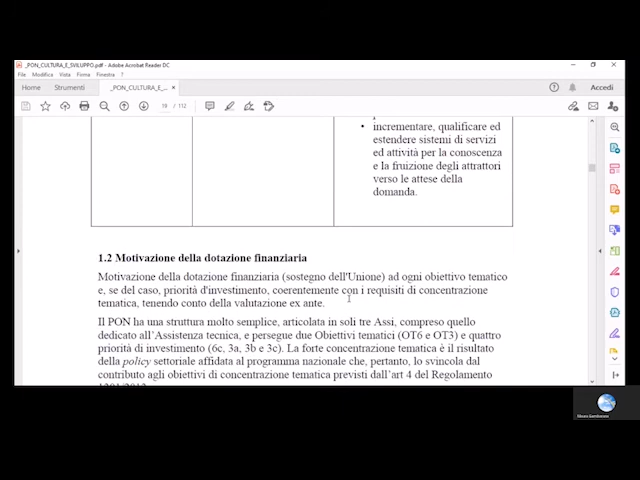 _PON_CULTURA_E_SVILUPPO.pdf - Adobe Acrobat Reader DC
File Modifica Vista Firma Finestra ?
Home Strumenti _PON_CULTURA_E_... × Accedi
/ 112
• incrementare, qualificare ed
estendere sistemi di servizi
ed attività per la conoscenza
e la fruizione degli attrattori
verso le attese della
domanda.
1.2 Motivazione della dotazione finanziaria
Motivazione della dotazione finanziaria (sostegno dell'Unione) ad ogni obiettivo tematico
e, se del caso, priorità d'investimento, coerentemente con i requisiti di concentrazione
tematica, tenendo conto della valutazione ex ante.
Il PON ha una struttura molto semplice, articolata in soli tre Assi, compreso quello
dedicato all'Assistenza tecnica, e persegue due Obiettivi tematici (OT6 e OT3) e quattro
priorità di investimento (6c, 3a, 3b e 3c). La forte concentrazione tematica è il risultato
della policy settoriale affidata al programma nazionale che, pertanto, lo svincola dal
contributo agli obiettivi di concentrazione tematica previsti dall'art 4 del Regolamento